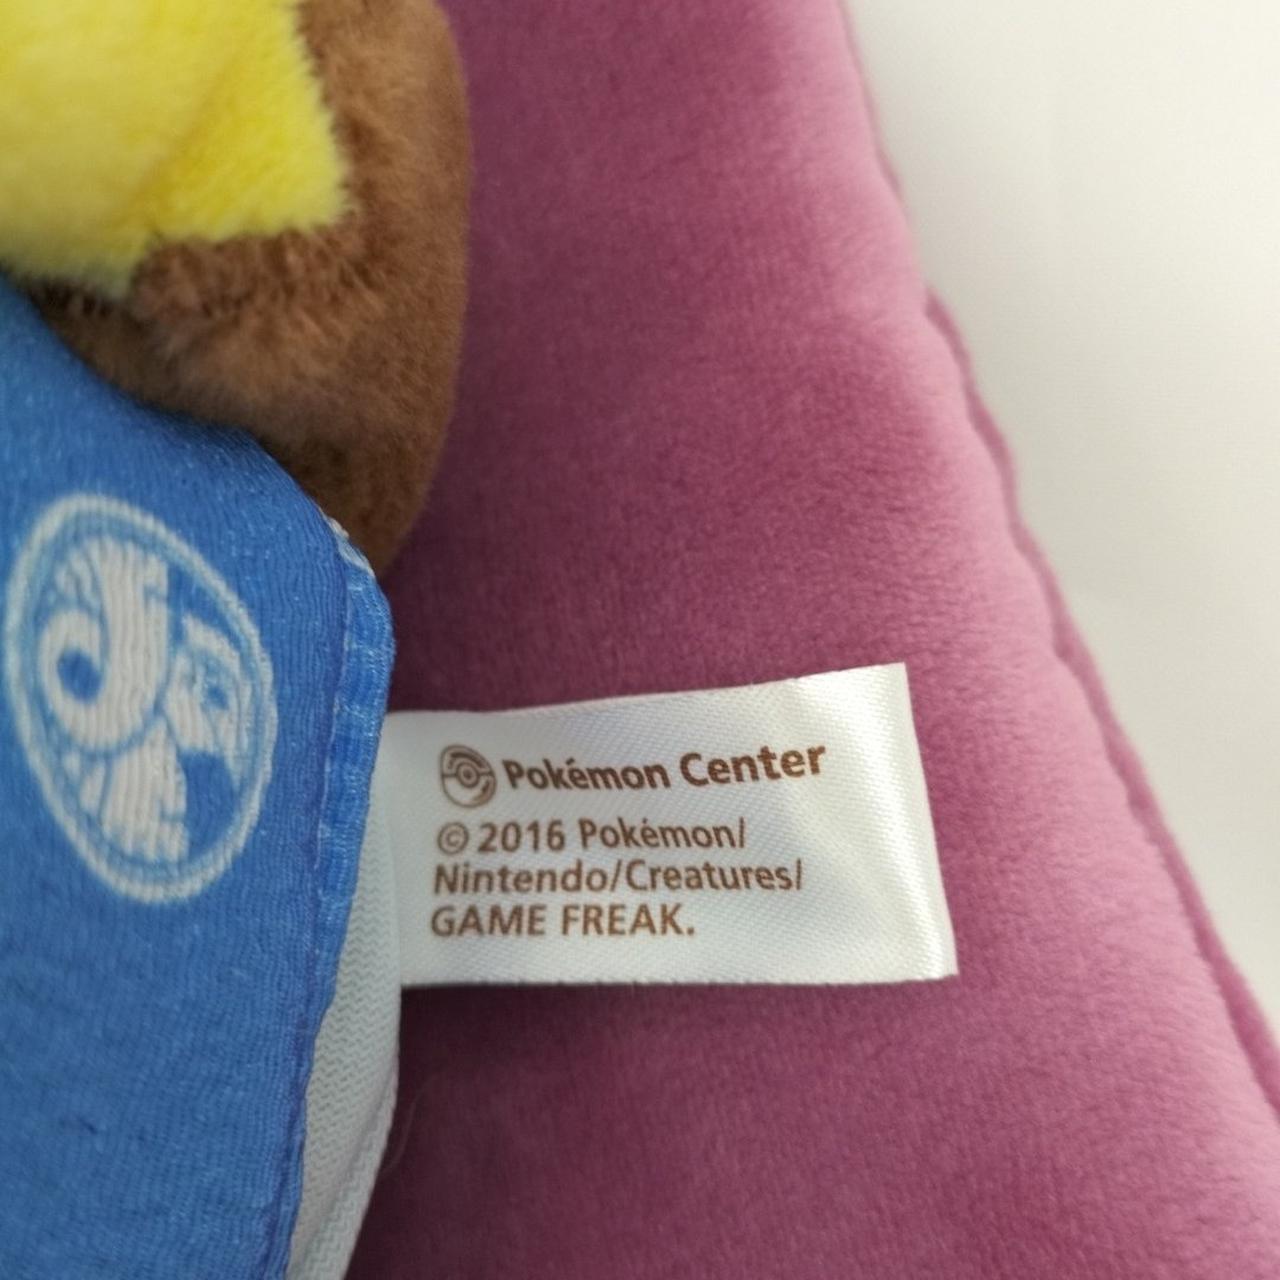 Pokémon Center
© 2016 Pokémon/
Nintendo/Creatures/
GAME FREAK.